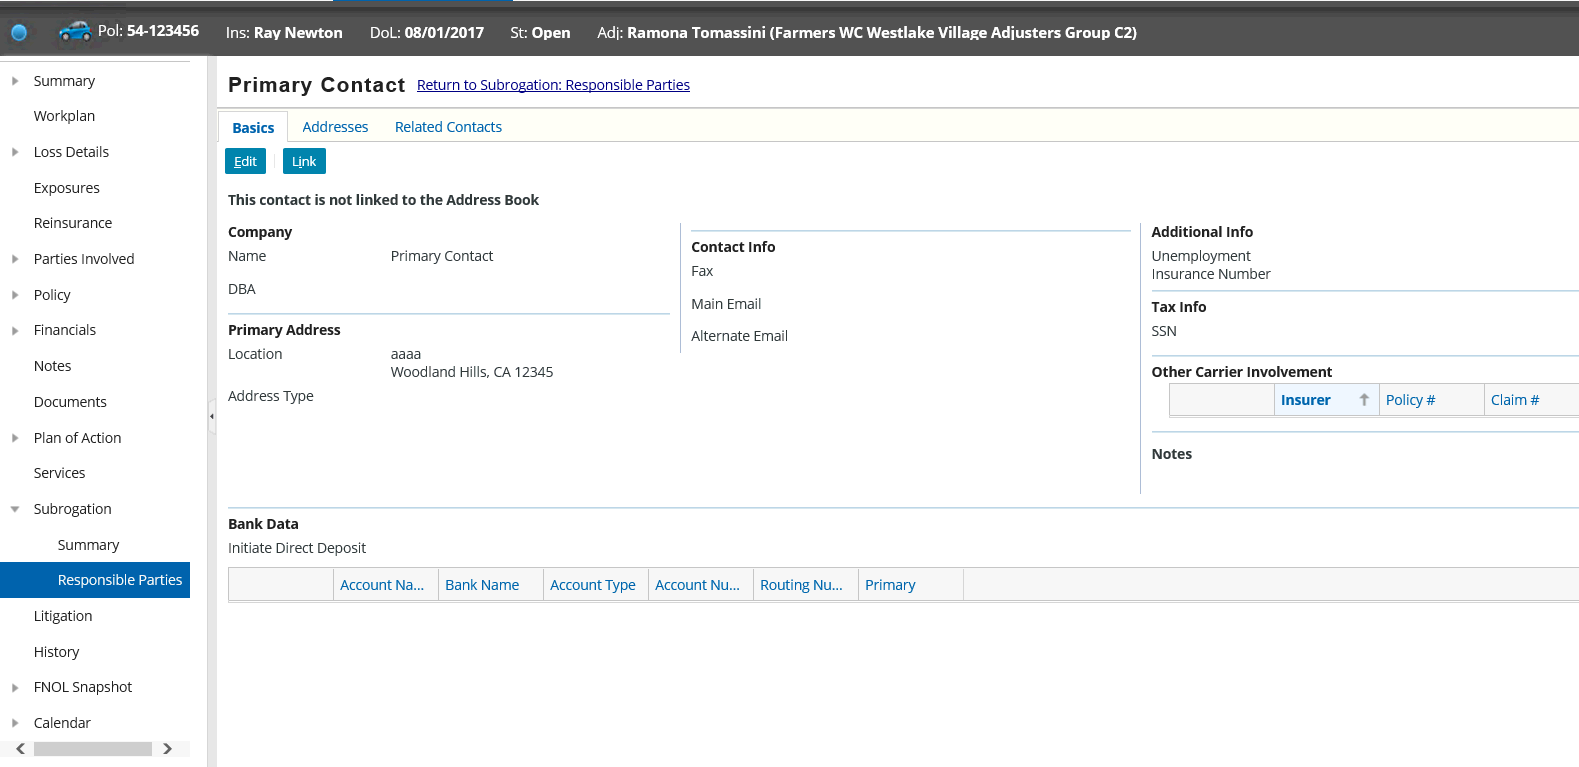 Pol: 54-123456 Ins: Ray Newton DoL: 08/01/2017 St: Open Adj: Ramona Tomassini (Farmers WC Westlake Village Adjusters Group C2)
Summary
Workplan
Loss Details
Exposures
Reinsurance
Parties Involved
Policy
Financials
Notes
Documents
Plan of Action
Services
Subrogation
Summary
Responsible Parties
Litigation
History
FNOL Snapshot
Calendar
Primary Contact Return to Subrogation: Responsible Parties
Basics Addresses Related Contacts
Edit Link
This contact is not linked to the Address Book
Company
Name Primary Contact
DBA
Primary Address
Location aaaa
Woodland Hills, CA 12345
Address Type
Contact Info
Fax
Main Email
Alternate Email
Additional Info
Unemployment
Insurance Number
Tax Info
SSN
Other Carrier Involvement
Insurer Policy # Claim #
Notes
Bank Data
Initiate Direct Deposit
Account Na... Bank Name Account Type Account Nu... Routing Nu... Primary